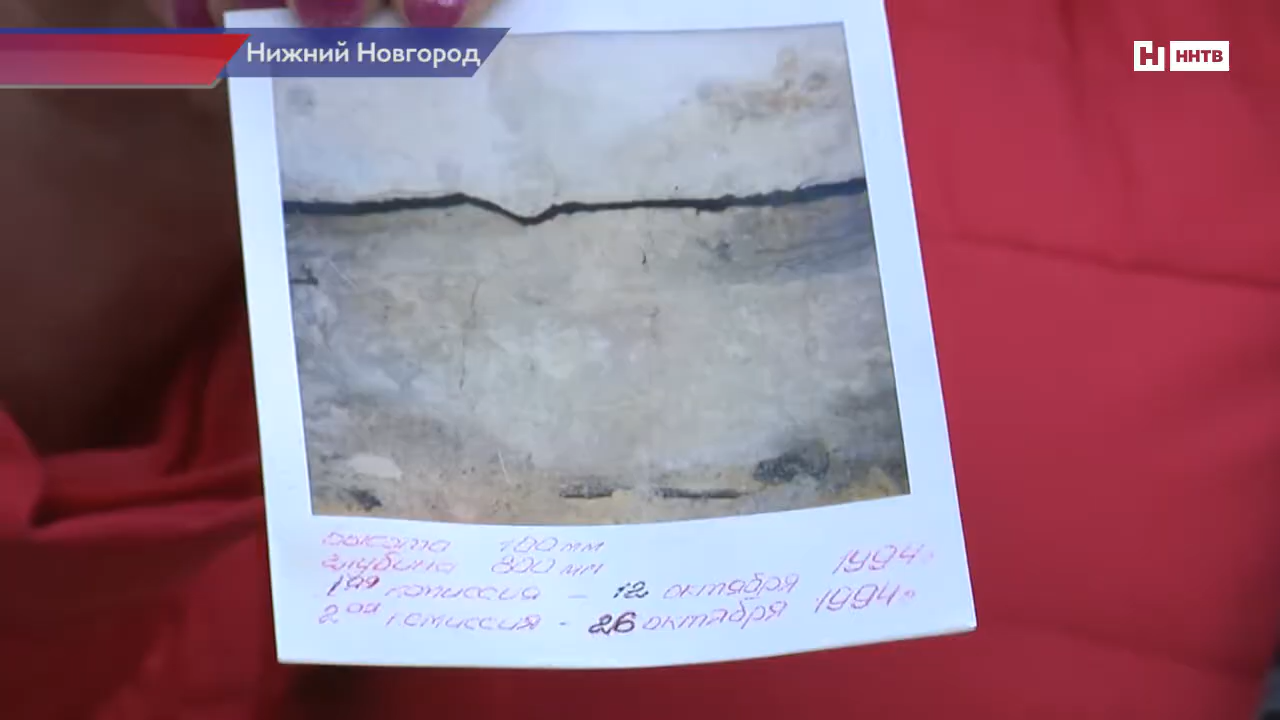 Нижний Новгород
Н ННТВ
высота 100 мм
глубина 800 мм
1ая комиссия – 12 октября 1994г
2ая комиссия - 26 октября 1994г